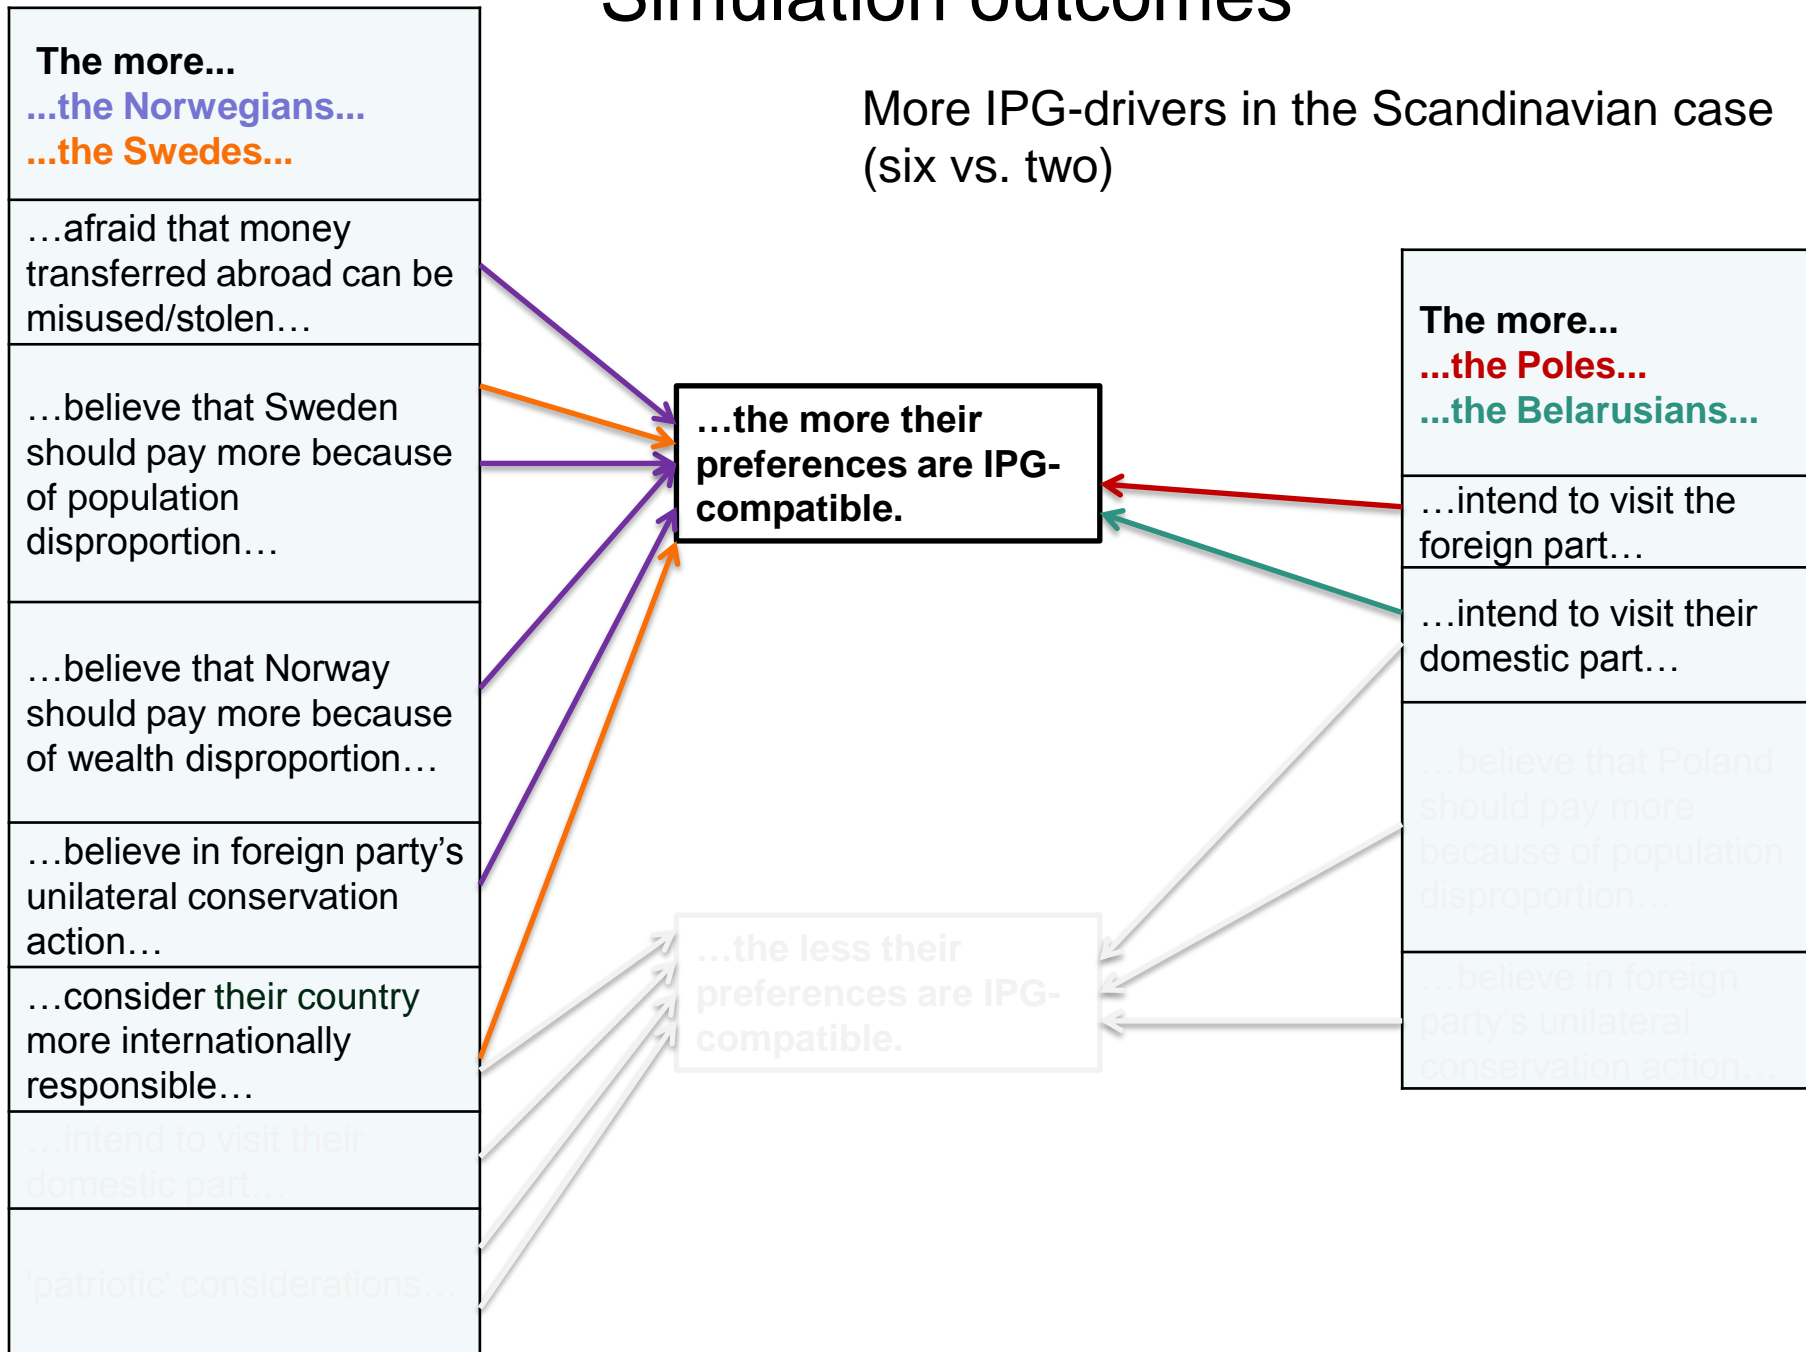 Simulation outcomes
More IPG-drivers in the Scandinavian case
(six vs. two)
The more...
...the Norwegians...
...the Swedes...
…afraid that money
transferred abroad can be
misused/stolen…
…believe that Sweden
should pay more because
of population
disproportion…
…believe that Norway
should pay more because
of wealth disproportion…
…believe in foreign party’s
unilateral conservation
action…
…consider their country
more internationally
responsible…
…intend to visit their
domestic part…
'patriotic' considerations…
…the more their
preferences are IPG-
compatible.
…the less their
preferences are IPG-
compatible.
The more...
...the Poles...
...the Belarusians...
…intend to visit the
foreign part…
…intend to visit their
domestic part…
…believe that Poland
should pay more
because of population
disproportion…
…believe in foreign
party’s unilateral
conservation action…